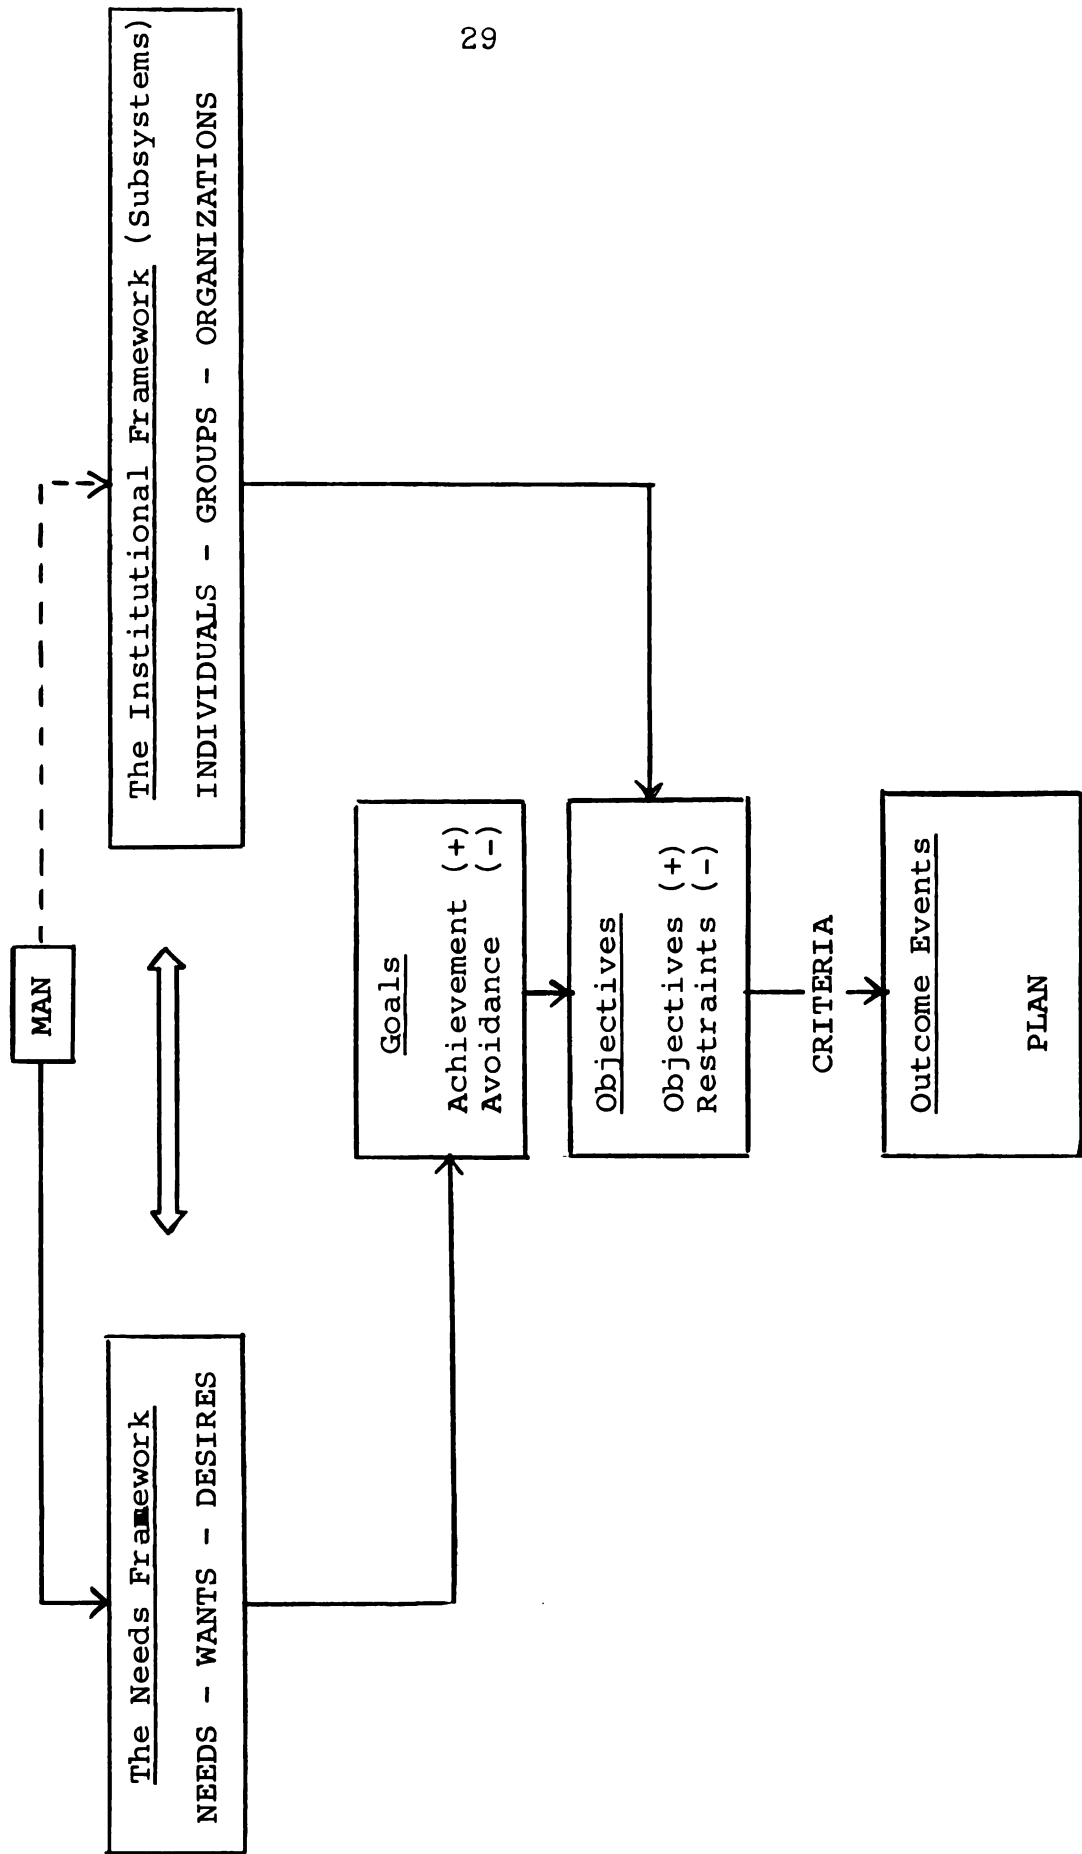 29
MAN
The Needs Framework
NEEDS - WANTS - DESIRES
The Institutional Framework (Subsystems)
INDIVIDUALS - GROUPS - ORGANIZATIONS
Goals
Achievement (+)
Avoidance (-)
Objectives
Objectives (+)
Restraints (-)
CRITERIA
Outcome Events
PLAN